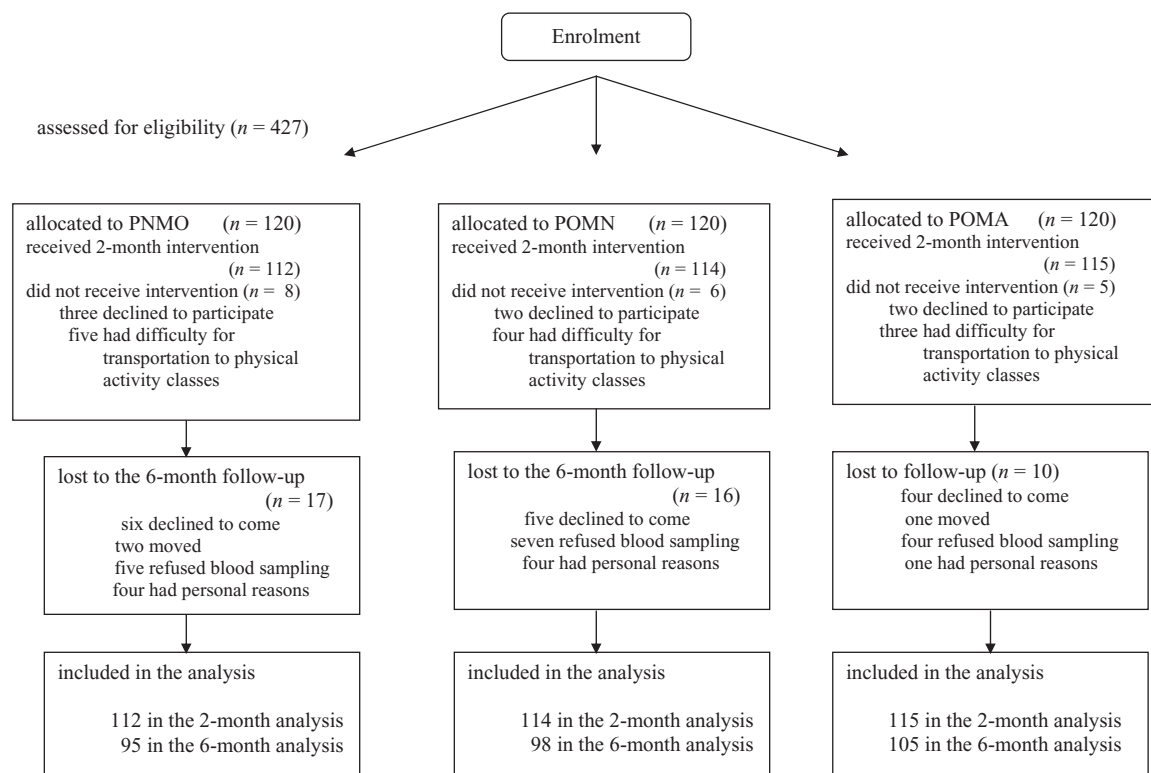 Enrolment
assessed for eligibility (n = 427)
allocated to PNMO (n = 120)
received 2-month intervention
(n = 112)
did not receive intervention (n = 8)
three declined to participate
five had difficulty for
transportation to physical
activity classes
allocated to POMN (n = 120)
received 2-month intervention
(n = 114)
did not receive intervention (n = 6)
two declined to participate
four had difficulty for
transportation to physical
activity classes
allocated to POMA (n = 120)
received 2-month intervention
(n = 115)
did not receive intervention (n = 5)
two declined to participate
three had difficulty for
transportation to physical
activity classes
lost to the 6-month follow-up
(n = 17)
six declined to come
two moved
five refused blood sampling
four had personal reasons
lost to the 6-month follow-up
(n = 16)
five declined to come
seven refused blood sampling
four had personal reasons
lost to follow-up (n = 10)
four declined to come
one moved
four refused blood sampling
one had personal reasons
included in the analysis
112 in the 2-month analysis
95 in the 6-month analysis
included in the analysis
114 in the 2-month analysis
98 in the 6-month analysis
included in the analysis
115 in the 2-month analysis
105 in the 6-month analysis